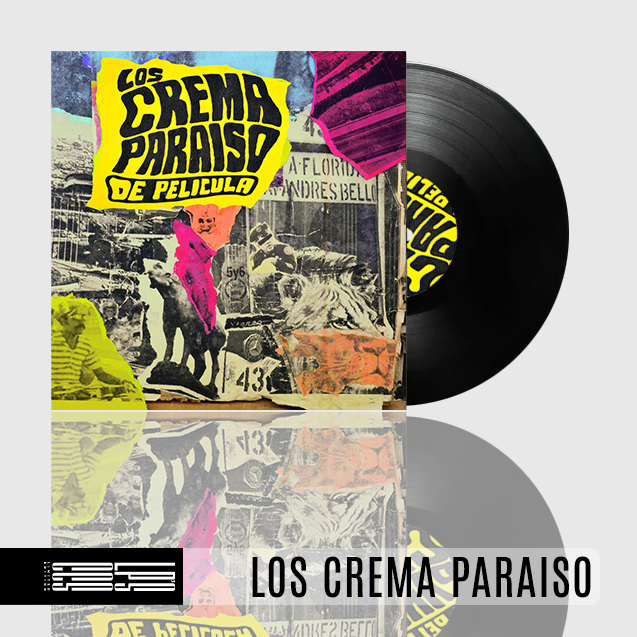 LOS
CREMA
PARAISO
DE PELICULA
A-FLORIDA
ANDRES BELLO
5y6
43
LOS CREMA PARAISO